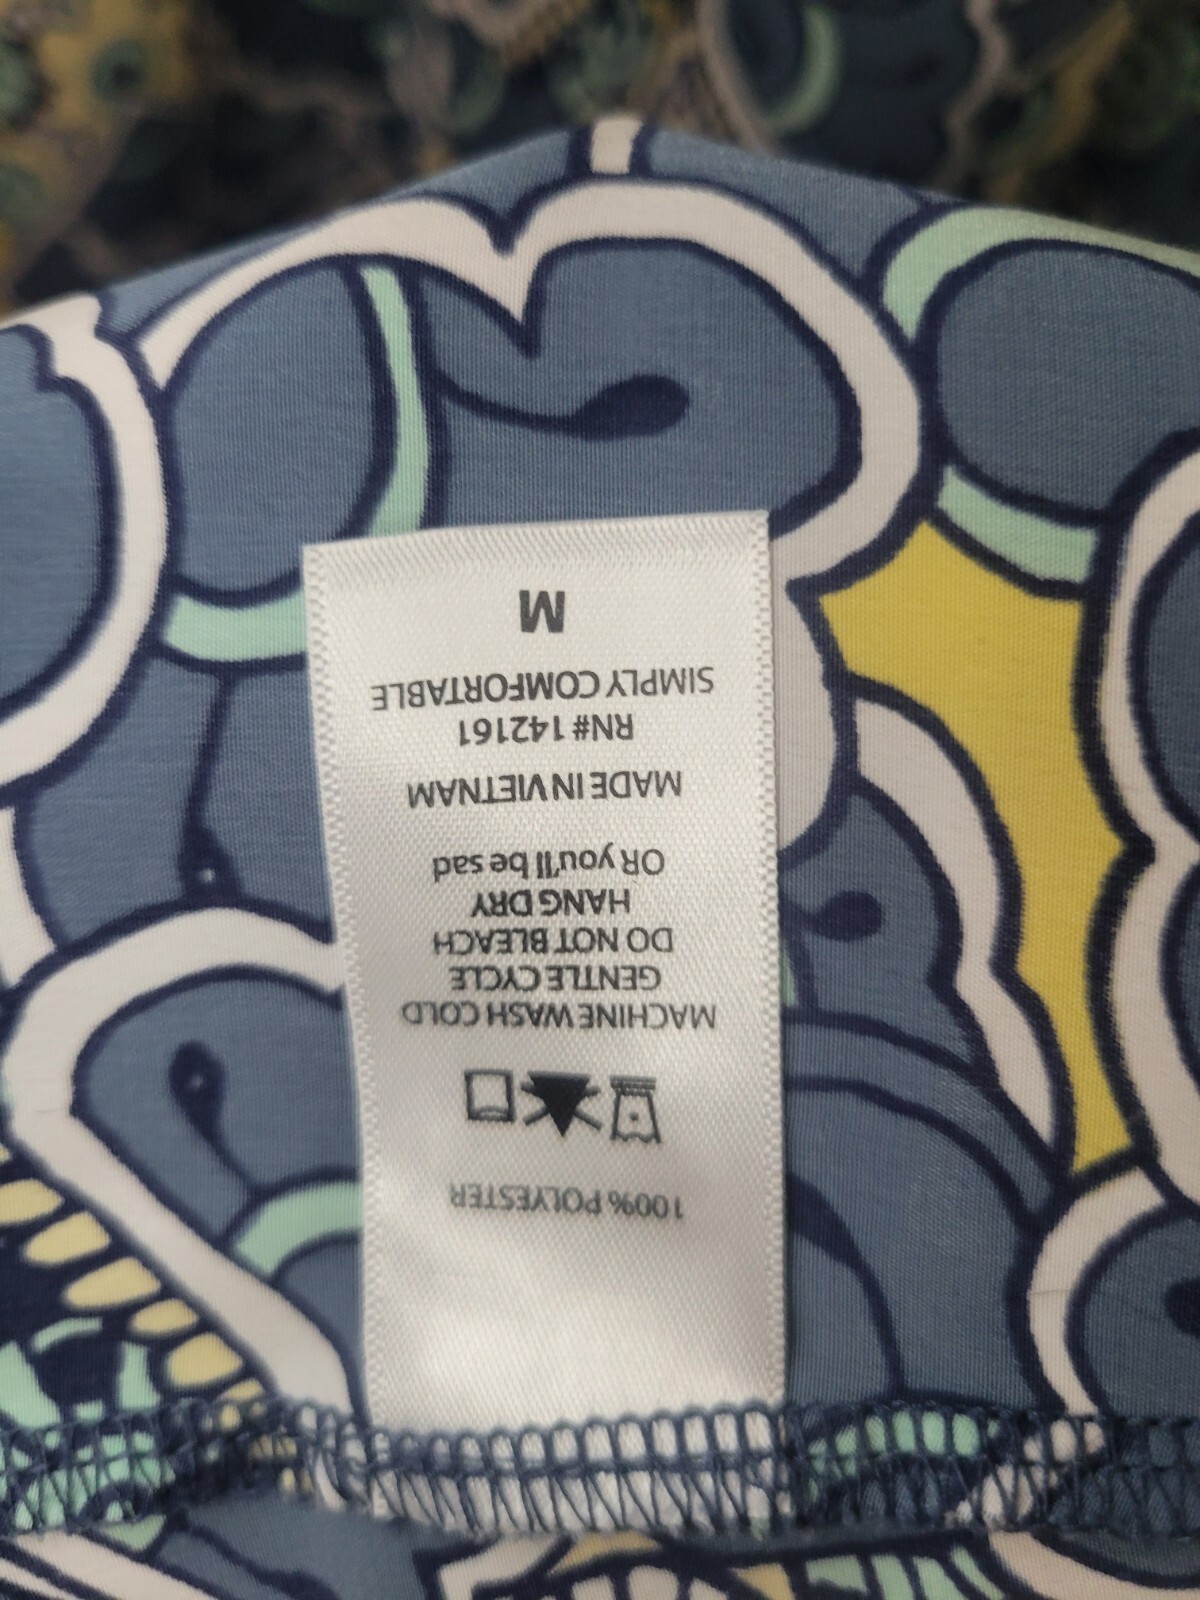 100% POLYESTER
MACHINE WASH COLD
GENTLE CYCLE
DO NOT BLEACH
HANG DRY
OR you'll be sad
MADE IN VIETNAM
RN# 142161
SIMPLY COMFORTABLE
M